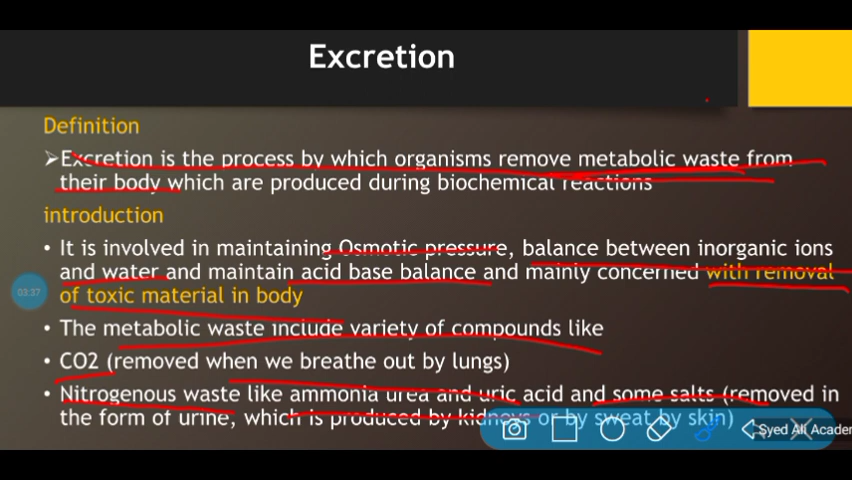 Excretion
Definition
➢Excretion is the process by which organisms remove metabolic waste from
their body which are produced during biochemical reactions
introduction
• It is involved in maintaining Osmotic pressure, balance between inorganic ions
and water and maintain acid base balance and mainly concerned with removal
of toxic material in body
03:37
• The metabolic waste include variety of compounds like
• CO2 (removed when we breathe out by lungs)
• Nitrogenous waste like ammonia urea and uric acid and some salts (removed in
the form of urine, which is produced by kidneys or by sweat by skin)
Syed Ali Academ